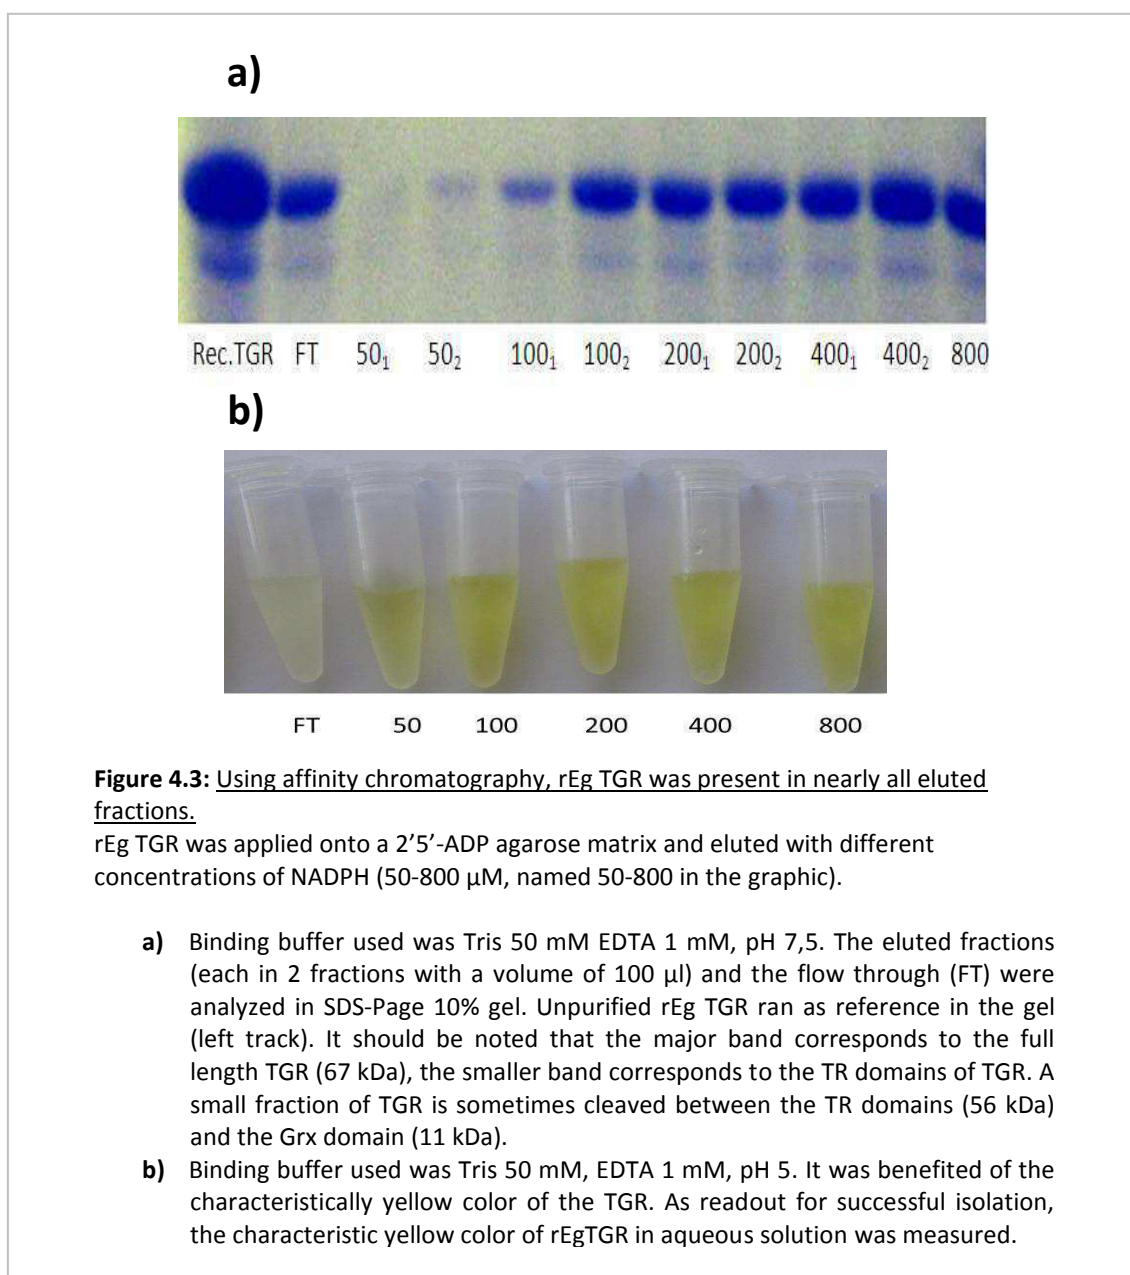 a)
Rec.TGR FT 50₁ 50₂ 100₁ 100₂ 200₁ 200₂ 400₁ 400₂ 800
b)
FT 50 100 200 400 800
Figure 4.3: Using affinity chromatography, rEg TGR was present in nearly all eluted
fractions.
rEg TGR was applied onto a 2’5’-ADP agarose matrix and eluted with different
concentrations of NADPH (50-800 µM, named 50-800 in the graphic).
a) Binding buffer used was Tris 50 mM EDTA 1 mM, pH 7,5. The eluted fractions
(each in 2 fractions with a volume of 100 µl) and the flow through (FT) were
analyzed in SDS-Page 10% gel. Unpurified rEg TGR ran as reference in the gel
(left track). It should be noted that the major band corresponds to the full
length TGR (67 kDa), the smaller band corresponds to the TR domains of TGR. A
small fraction of TGR is sometimes cleaved between the TR domains (56 kDa)
and the Grx domain (11 kDa).
b) Binding buffer used was Tris 50 mM, EDTA 1 mM, pH 5. It was benefited of the
characteristically yellow color of the TGR. As readout for successful isolation,
the characteristic yellow color of rEgTGR in aqueous solution was measured.